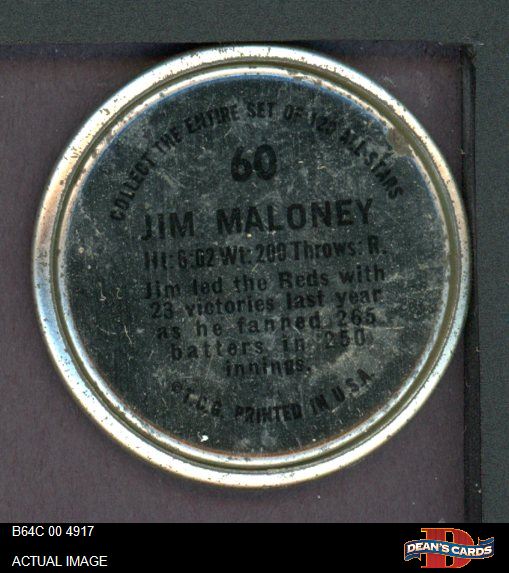 COLLECT THE ENTIRE SET OF 120 ALL-STARS
60
JIM MALONEY
Ht: 6:02 Wt: 200 Throws: R.
Jim led the Reds with
23 victories last year
as he fanned 265
batters in 250
innings.
©T.C.G. PRINTED IN U.S.A.
B64C 00 4917
ACTUAL IMAGE
D
DEAN'S CARDS